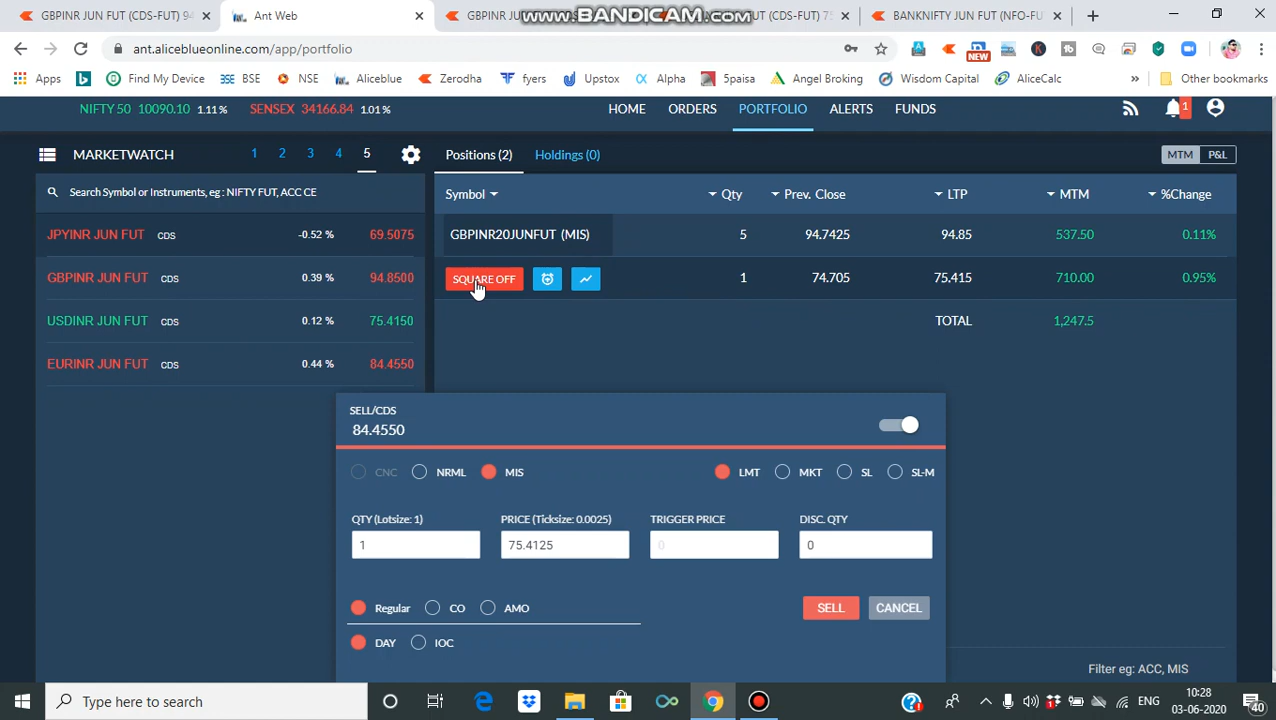 GBPINR JUN FUT (CDS-FUT) 94
Ant Web
GBPINR JUN
www.BANDICAM.com
FUT (CDS-FUT) 75
BANKNIFTY JUN FUT (NFO-FU
ant.aliceblueonline.com/app/portfolio
NEW
Apps
Find My Device
BSE
NSE
Aliceblue
Zerodha
fyers
Upstox
Alpha
5paisa
Angel Broking
Wisdom Capital
AliceCalc
»
Other bookmarks
NIFTY 50 10090.10 1.11 % SENSEX 34166.84 1.01 %
HOME ORDERS PORTFOLIO ALERTS FUNDS
1
MARKETWATCH 1 2 3 4 5
Positions (2) Holdings (0)
MTM P&L
Search Symbol or Instruments, eg : NIFTY FUT, ACC CE
Symbol Qty Prev. Close LTP MTM %Change
JPYINR JUN FUT CDS -0.52 % 69.5075
GBPINR20JUNFUT (MIS) 5 94.7425 94.85 537.50 0.11%
GBPINR JUN FUT CDS 0.39 % 94.8500
SQUARE OFF 1 74.705 75.415 710.00 0.95%
USDINR JUN FUT CDS 0.12 % 75.4150
TOTAL 1,247.5
EURINR JUN FUT CDS 0.44 % 84.4550
SELL/CDS
84.4550
CNC NRML MIS LMT MKT SL SL-M
QTY (Lotsize: 1) PRICE (Ticksize: 0.0025) TRIGGER PRICE DISC. QTY
1 75.4125 0 0
Regular CO AMO SELL CANCEL
DAY IOC
Filter eg: ACC, MIS
Type here to search
ENG
10:28
03-06-2020
40